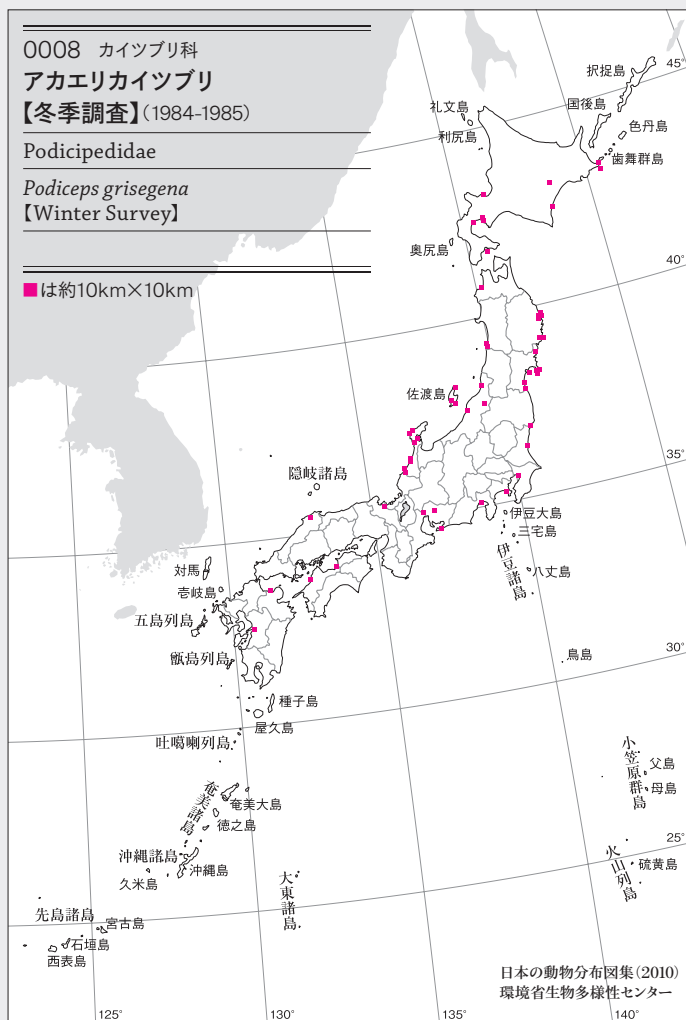 0008 カイツブリ科
アカエリカイツブリ
【冬季調査】(1984-1985)
Podicipedidae
Podiceps grisegena
【Winter Survey】
■は約10km×10km
45°
択捉島
国後島
礼文島
色丹島
利尻島
歯舞群島
奥尻島
40°
佐渡島
35°
隠岐諸島
伊豆大島
三宅島
伊豆諸島
八丈島
対馬
壱岐島
五島列島
甑島列島
鳥島
30°
種子島
屋久島
吐噶喇列島
小笠原群島
父島
母島
奄美諸島
奄美大島
徳之島
25°
沖縄諸島
沖縄島
久米島
大東諸島
火山列島
硫黄島
先島諸島
宮古島
石垣島
西表島
日本の動物分布図集(2010)
環境省生物多様性センター
125°
130°
135°
140°